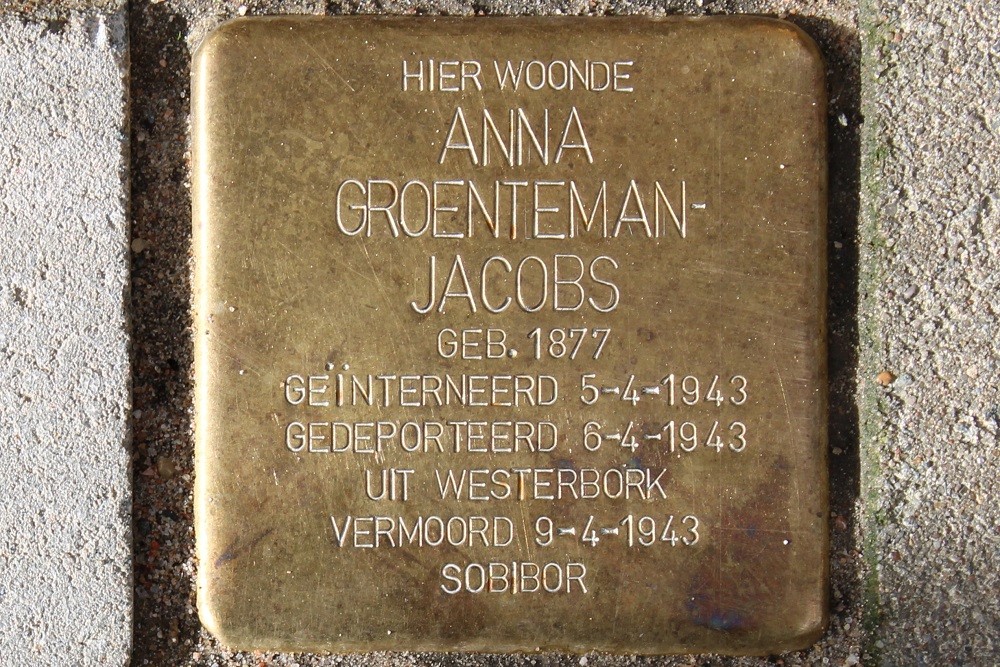 HIER WOONDE
ANNA
GROENTEMAN-
JACOBS
GEB. 1877
GEÏNTERNEERD 5-4-1943
GEDEPORTEERD 6-4-1943
UIT WESTERBORK
VERMOORD 9-4-1943
SOBIBOR